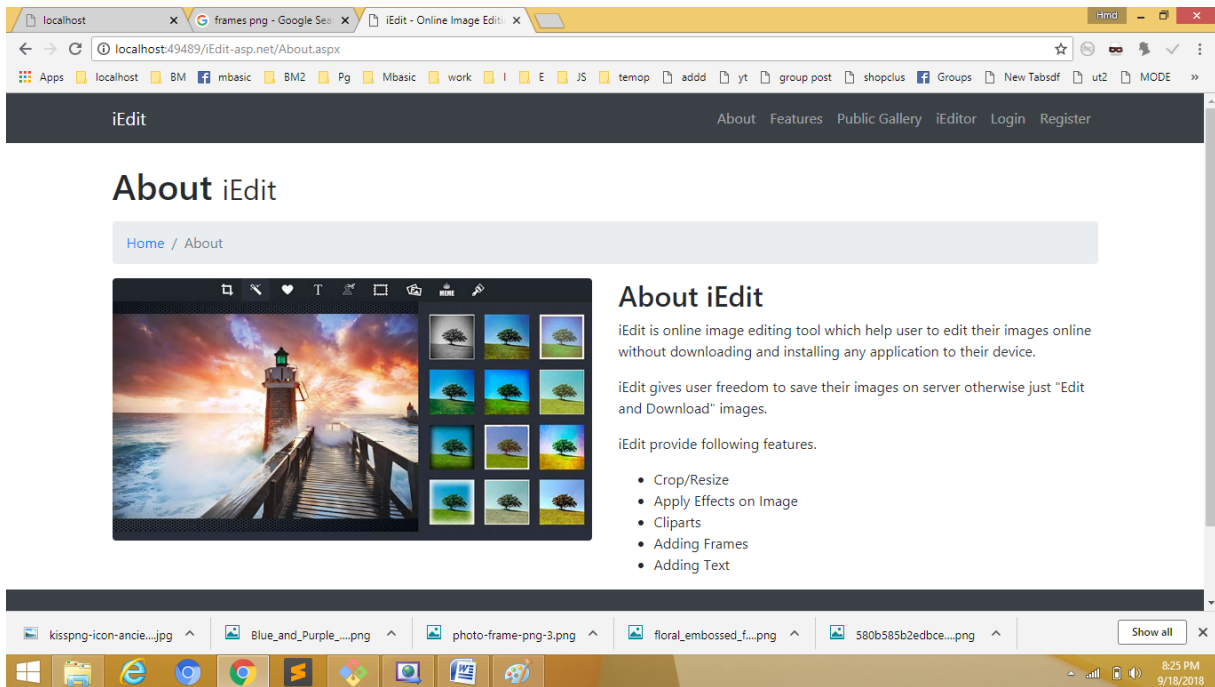 localhost
frames png - Google Sea
iEdit - Online Image Editi
Hmd
localhost:49489/iEdit-asp.net/About.aspx
Apps localhost BM mbasic BM2 Pg Mbasic work I E JS temop addd yt group post shopclus Groups New Tabsdf ut2 MODE »
iEdit
About Features Public Gallery iEditor Login Register
About iEdit
Home / About
T
MEME
About iEdit
iEdit is online image editing tool which help user to edit their images online
without downloading and installing any application to their device.
iEdit gives user freedom to save their images on server otherwise just "Edit
and Download" images.
iEdit provide following features.
• Crop/Resize
• Apply Effects on Image
• Cliparts
• Adding Frames
• Adding Text
kisspng-icon-ancie....jpg
Blue_and_Purple_....png
photo-frame-png-3.png
floral_embossed_f....png
580b585b2edbce....png
Show all
8:25 PM
9/18/2018